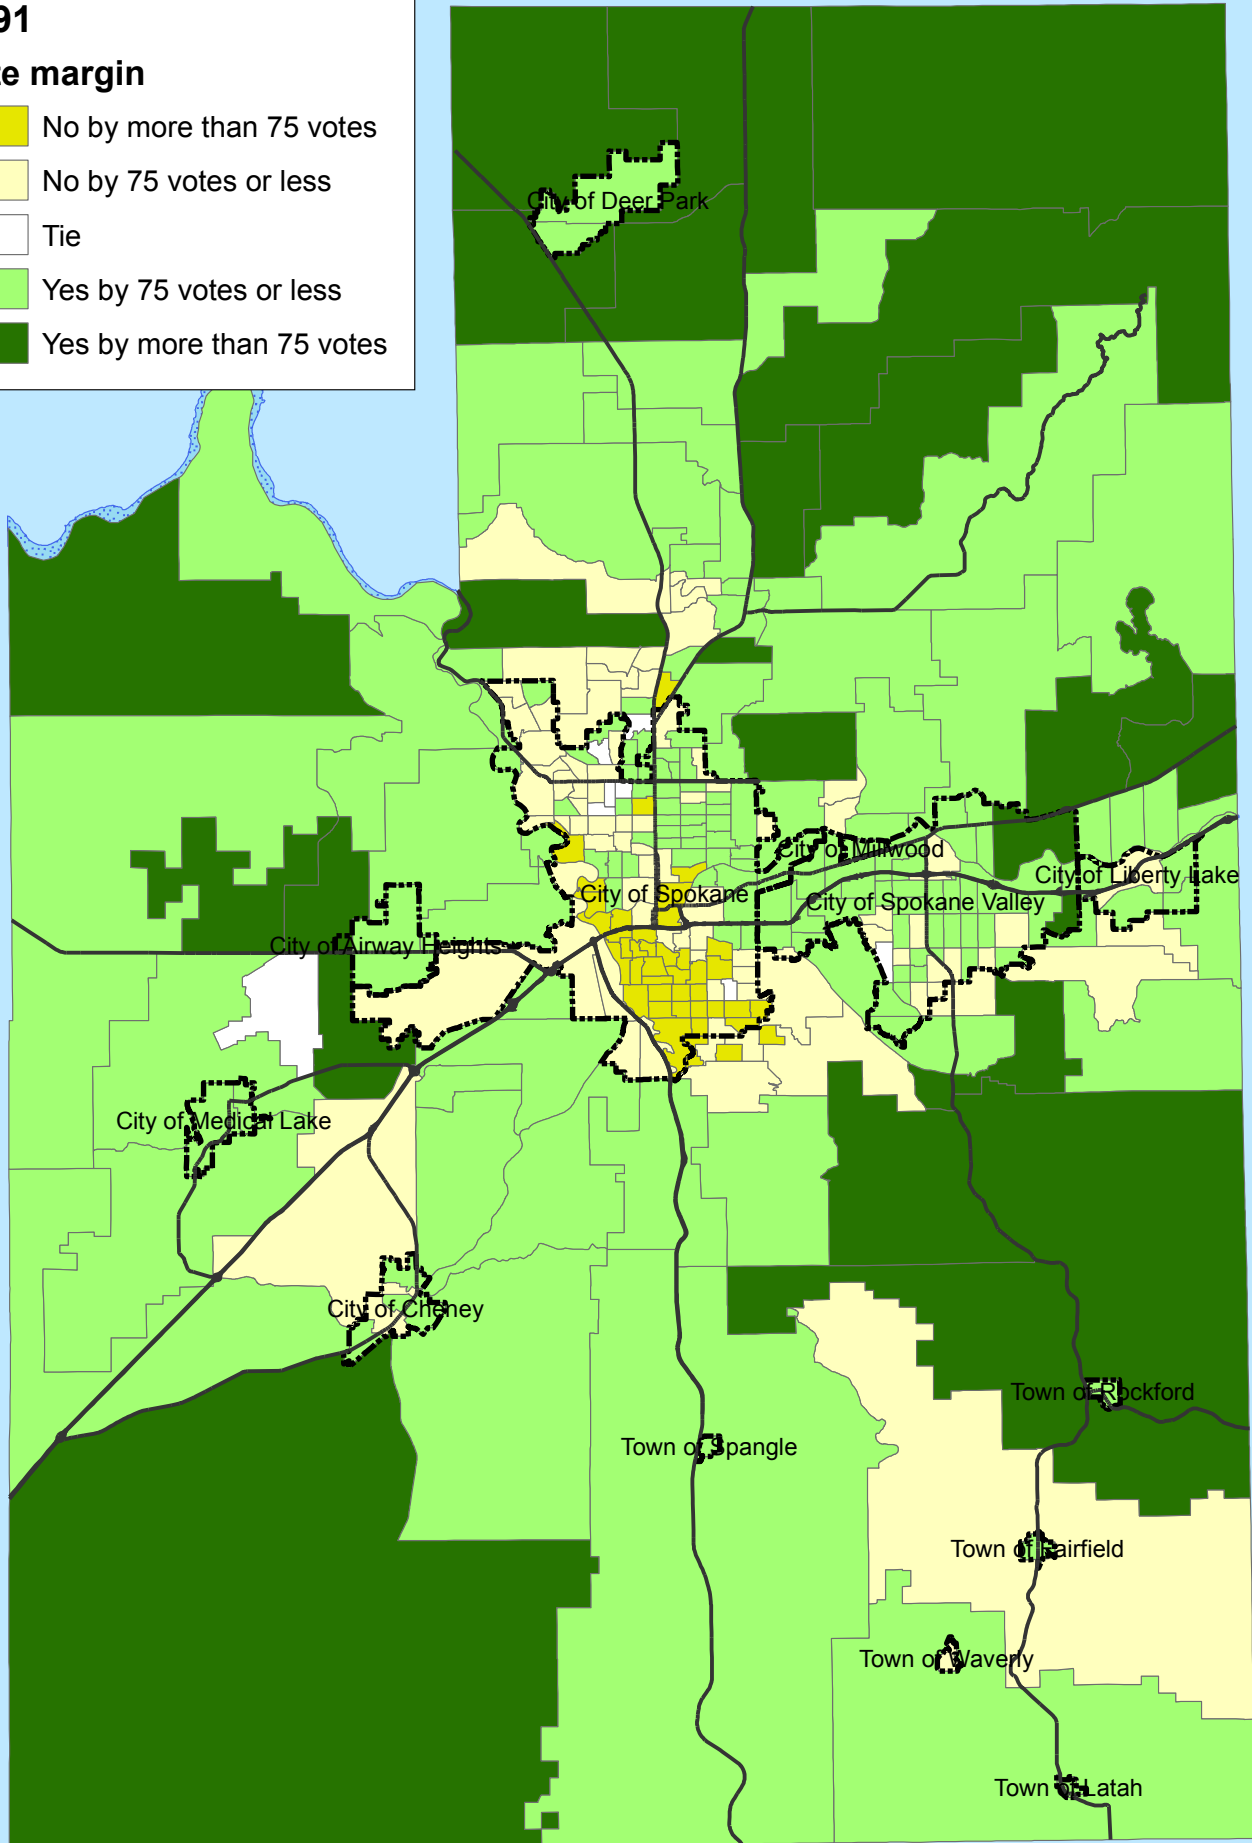 91
margin
No by more than 75 votes
No by 75 votes or less
Tie
Yes by 75 votes or less
Yes by more than 75 votes
City of Deer Park
City of Millwood
City of Liberty Lake
City of Spokane
City of Spokane Valley
City of Airway Heights
City of Medical Lake
City of Cheney
Town of Rockford
Town of Spangle
Town of Fairfield
Town of Waverly
Town of Latah